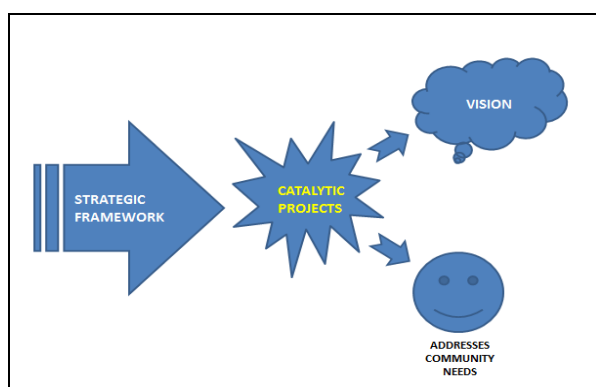 STRATEGIC
FRAMEWORK
CATALYTIC
PROJECTS
VISION
ADDRESSES
COMMUNITY
NEEDS